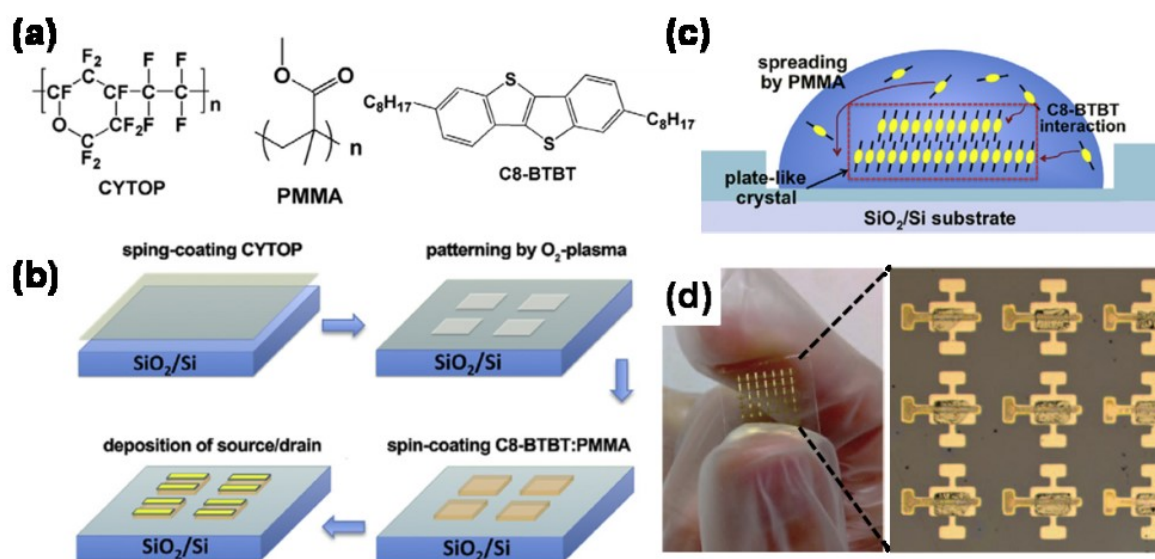 (a)
F₂
C
F
F
CF
CF
C
C
n
O
C
CF₂
F
F
F₂
CYTOP
O
O
n
PMMA
S
C₈H₁₇
C₈H₁₇
S
C8-BTBT
(b)
sping-coating CYTOP
SiO₂/Si
patterning by O₂-plasma
SiO₂/Si
deposition of source/drain
SiO₂/Si
spin-coating C8-BTBT:PMMA
SiO₂/Si
(c)
spreading
by PMMA
C8-BTBT
interaction
plate-like
crystal
SiO₂/Si substrate
(d)